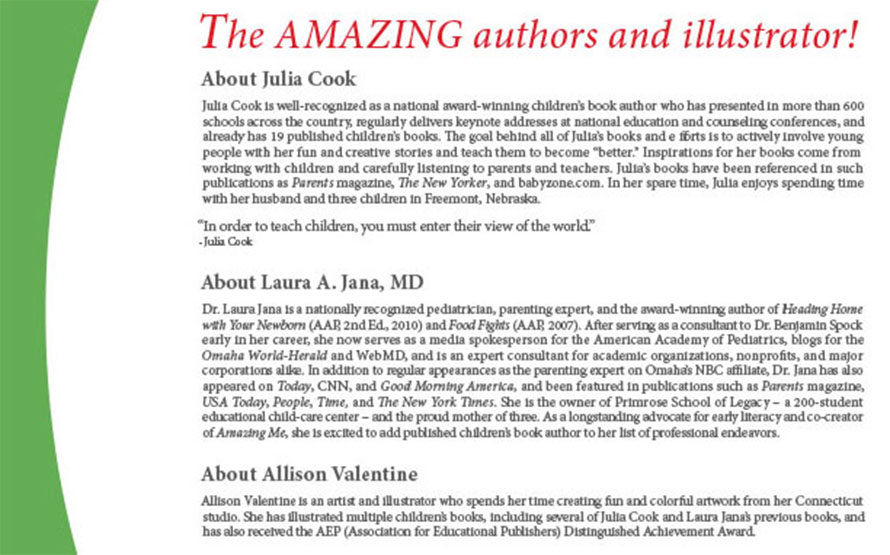 The AMAZING authors and illustrator!
About Julia Cook
Julia Cook is well-recognized as a national award-winning children's book author who has presented in more than 600
schools across the country, regularly delivers keynote addresses at national education and counseling conferences, and
already has 19 published children's books. The goal behind all of Julia's books and e forts is to actively involve young
people with her fun and creative stories and teach them to become “better.” Inspirations for her books come from
working with children and carefully listening to parents and teachers. Julia's books have been referenced in such
publications as Parents magazine, The New Yorker, and babyzone.com. In her spare time, Julia enjoys spending time
with her husband and three children in Freemont, Nebraska.
“In order to teach children, you must enter their view of the world.”
- Julia Cook
About Laura A. Jana, MD
Dr. Laura Jana is a nationally recognized pediatrician, parenting expert, and the award-winning author of Heading Home
with Your Newborn (AAP, 2nd Ed., 2010) and Food Fights (AAP, 2007). After serving as a consultant to Dr. Benjamin Spock
early in her career, she now serves as a media spokesperson for the American Academy of Pediatrics, blogs for the
Omaha World-Herald and WebMD, and is an expert consultant for academic organizations, nonprofits, and major
corporations alike. In addition to regular appearances as the parenting expert on Omaha's NBC affiliate, Dr. Jana has also
appeared on Today, CNN, and Good Morning America, and been featured in publications such as Parents magazine,
USA Today, People, Time, and The New York Times. She is the owner of Primrose School of Legacy – a 200-student
educational child-care center – and the proud mother of three. As a longstanding advocate for early literacy and co-creator
of Amazing Me, she is excited to add published children's book author to her list of professional endeavors.
About Allison Valentine
Allison Valentine is an artist and illustrator who spends her time creating fun and colorful artwork from her Connecticut
studio. She has illustrated multiple children's books, including several of Julia Cook and Laura Jana's previous books, and
has also received the AEP (Association for Educational Publishers) Distinguished Achievement Award.